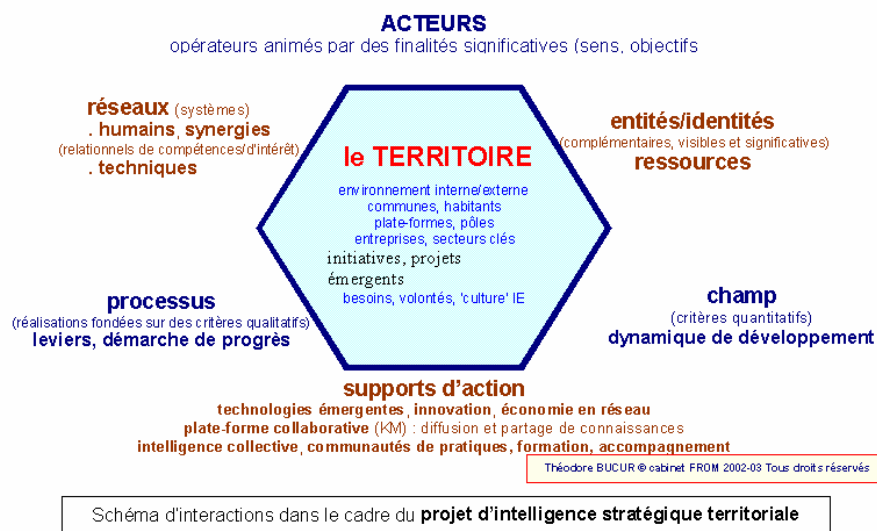 ACTEURS
opérateurs animés par des finalités significatives (sens, objectifs
réseaux (systèmes)
. humains, synergies
(relationnels de compétences/d'intérêt)
. techniques
entités/identités
(complémentaires, visibles et significatives)
ressources
le TERRITOIRE
environnement interne/externe
communes, habitants
plate-formes, pôles
entreprises, secteurs clés
initiatives, projets
émergents
besoins, volontés, 'culture' IE
processus
(réalisations fondées sur des critères qualitatifs)
leviers, démarche de progrès
champ
(critères quantitatifs)
dynamique de développement
supports d'action
technologies émergentes, innovation, économie en réseau
plate-forme collaborative (KM) : diffusion et partage de connaissances
intelligence collective, communautés de pratiques, formation, accompagnement
Théodore BUCUR © cabinet FROM 2002-03 Tous droits réservés
Schéma d'interactions dans le cadre du projet d'intelligence stratégique territoriale